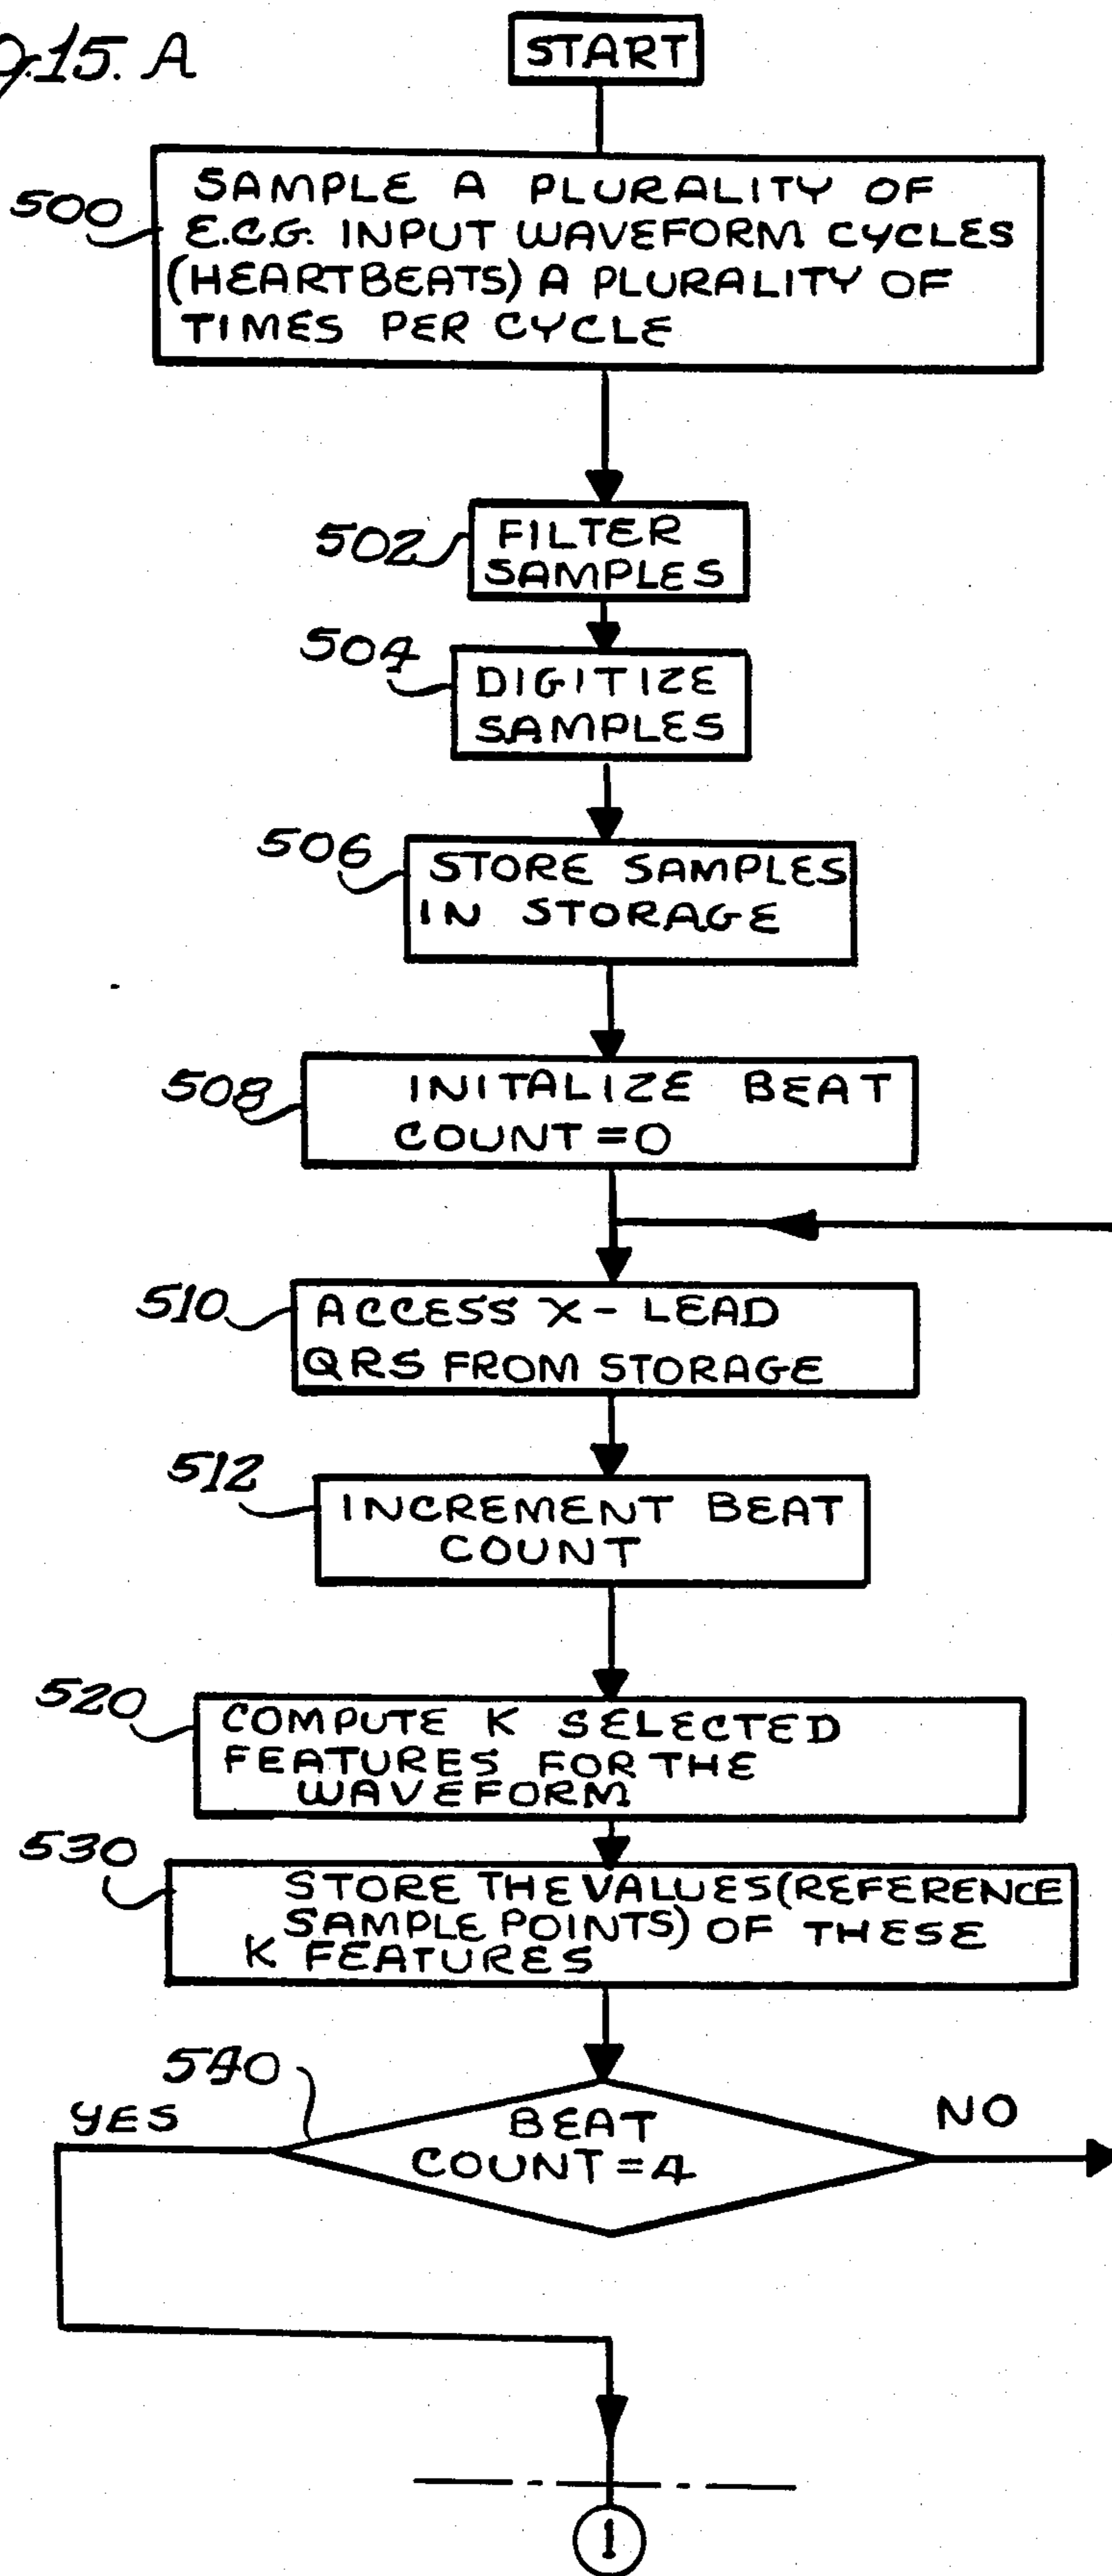 g.15. A
START
500
SAMPLE A PLURALITY OF
E.C.G. INPUT WAVEFORM CYCLES
(HEARTBEATS) A PLURALITY OF
TIMES PER CYCLE
502
FILTER
SAMPLES
504
DIGITIZE
SAMPLES
506
STORE SAMPLES
IN STORAGE
508
INITALIZE BEAT
COUNT = 0
510
ACCESS X - LEAD
QRS FROM STORAGE
512
INCREMENT BEAT
COUNT
520
COMPUTE K SELECTED
FEATURES FOR THE
WAVEFORM
530
STORE THE VALUES (REFERENCE
SAMPLE POINTS) OF THESE
K FEATURES
540
YES
BEAT
COUNT = 4
NO
1